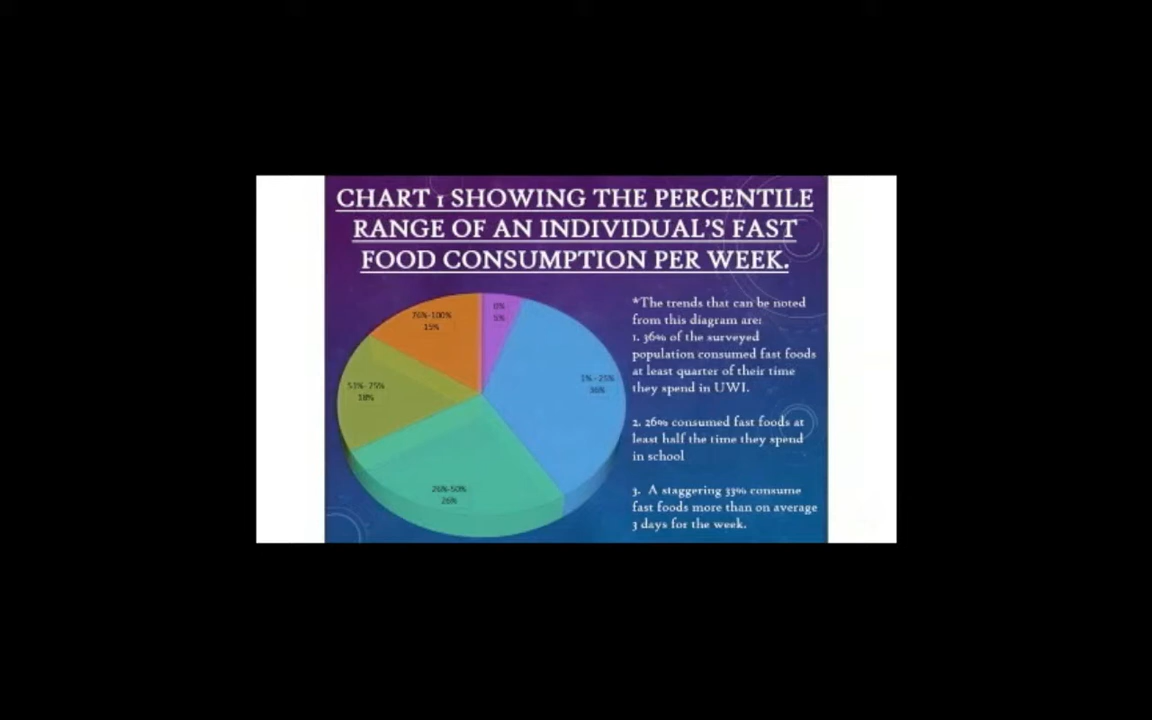 CHART 1 SHOWING THE PERCENTILE
RANGE OF AN INDIVIDUAL'S FAST
FOOD CONSUMPTION PER WEEK.
0%
5%
76%-100%
15%
1% - 25%
36%
51%- 75%
18%
26%-50%
26%
*The trends that can be noted
from this diagram are:
1. 36% of the surveyed
population consumed fast foods
at least quarter of their time
they spend in UWI.
2. 26% consumed fast foods at
least half the time they spend
in school
3. A staggering 33% consume
fast foods more than on average
3 days for the week.